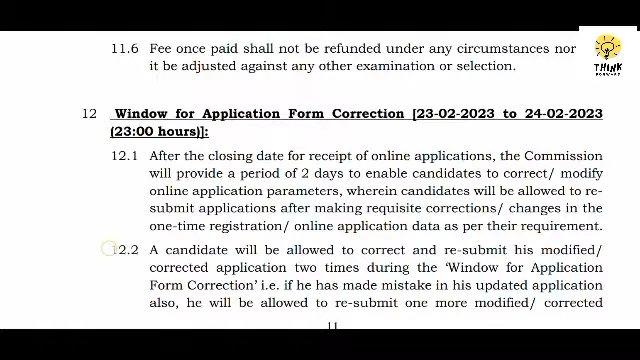 THINK
FORWARD
11.6 Fee once paid shall not be refunded under any circumstances nor
it be adjusted against any other examination or selection.
12 Window for Application Form Correction [23-02-2023 to 24-02-2023
(23:00 hours)]:
12.1 After the closing date for receipt of online applications, the Commission
will provide a period of 2 days to enable candidates to correct/ modify
online application parameters, wherein candidates will be allowed to re-
submit applications after making requisite corrections/ changes in the
one-time registration/ online application data as per their requirement.
12.2 A candidate will be allowed to correct and re-submit his modified/
corrected application two times during the 'Window for Application
Form Correction' i.e. if he has made mistake in his updated application
also, he will be allowed to re-submit one more modified/ corrected
11